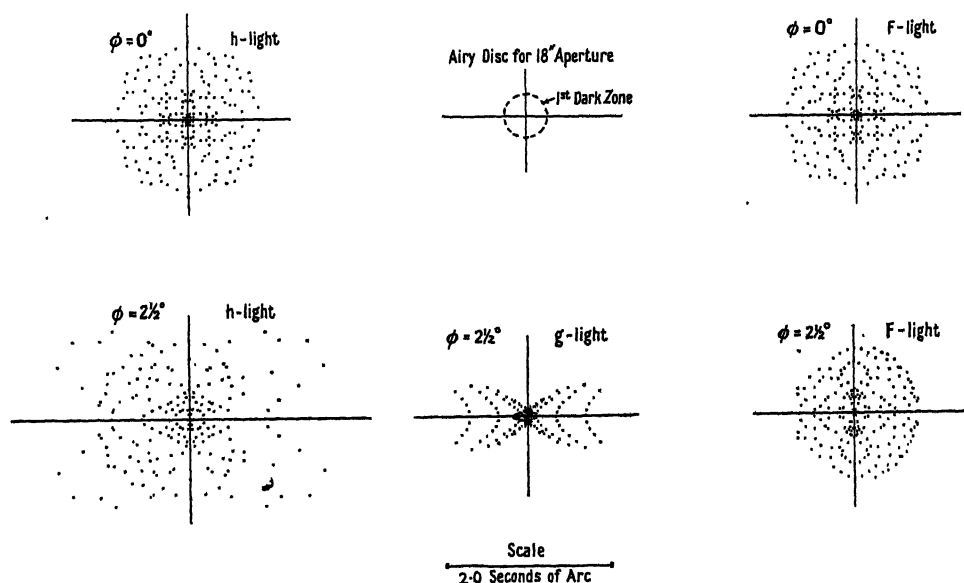 ϕ = 0° h-light
Airy Disc for 18" Aperture
1st Dark Zone
ϕ = 0° F-light
ϕ = 2½° h-light
ϕ = 2½° g-light
ϕ = 2½° F-light
Scale
2·0 Seconds of Arc